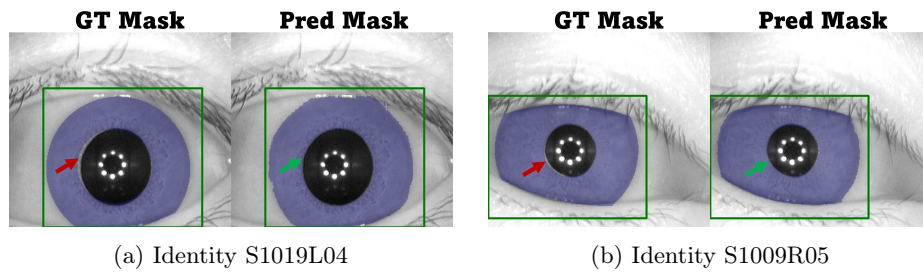 GT Mask Pred Mask GT Mask Pred Mask
(a) Identity S1019L04 (b) Identity S1009R05